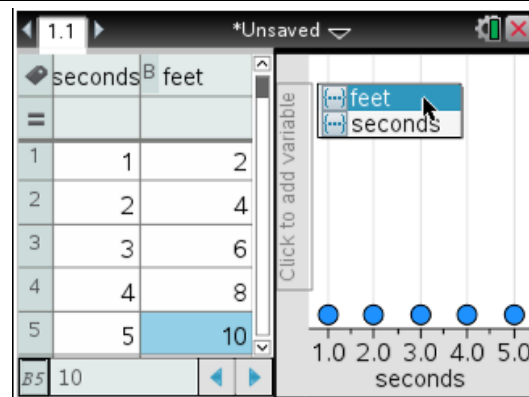 1.1 *Unsaved
seconds B feet
=
1 1 2
2 2 4
3 3 6
4 4 8
5 5 10
B5 10
Click to add variable
feet
seconds
1.0 2.0 3.0 4.0 5.0
seconds